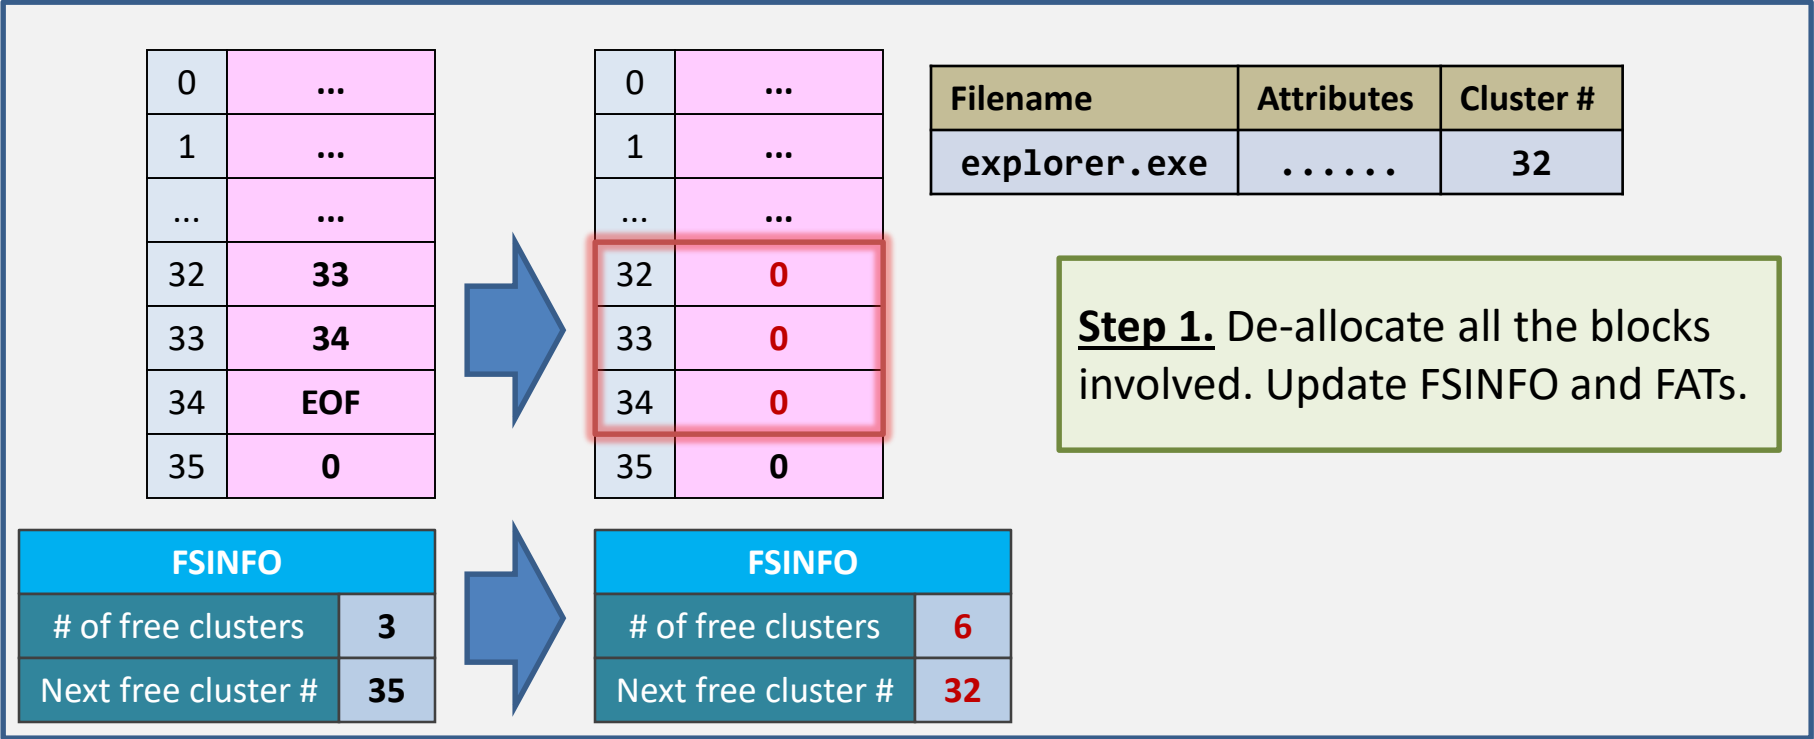 0 ...
1 ...
... ...
32 33
33 34
34 EOF
35 0
0 ...
1 ...
... ...
32 0
33 0
34 0
35 0
Filename Attributes Cluster #
explorer.exe ...... 32
Step 1. De-allocate all the blocks
involved. Update FSINFO and FATs.
FSINFO
# of free clusters 3
Next free cluster # 35
FSINFO
# of free clusters 6
Next free cluster # 32